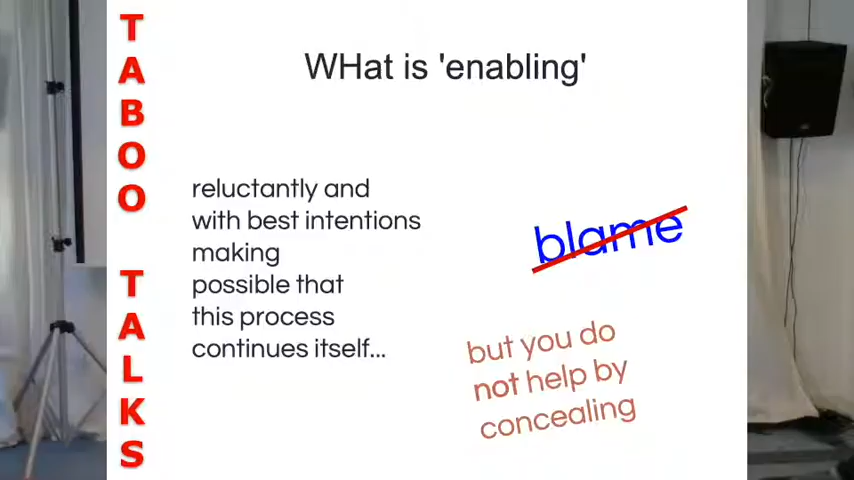 TABOO TALKS
WHat is 'enabling'
reluctantly and
with best intentions
making
possible that
this process
continues itself...
blame
but you do
not help by
concealing